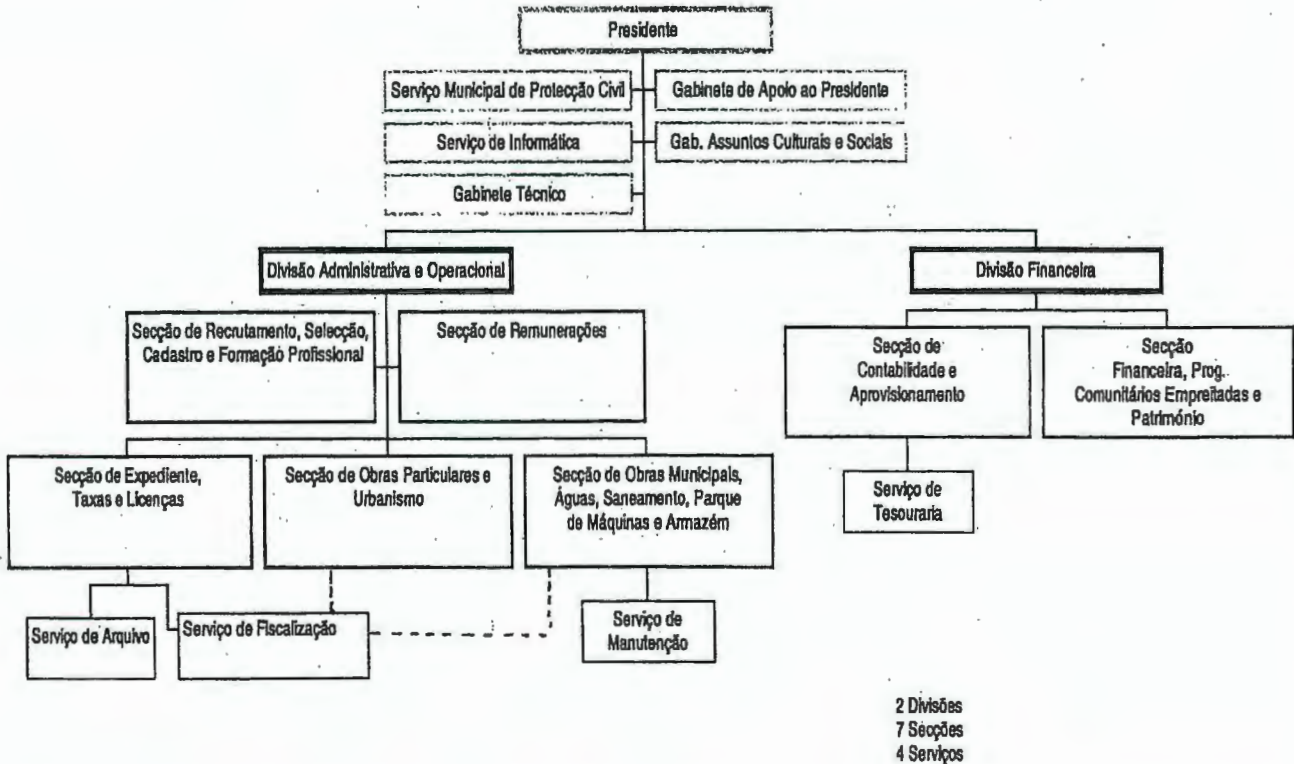 Presidente
Serviço Municipal de Protecção Civil
Gabinete de Apoio ao Presidente
Serviço de Informática
Gab. Assuntos Culturais e Sociais
Gabinete Técnico
Divisão Administrativa e Operacional
Divisão Financeira
Secção de Recrutamento, Selecção,
Cadastro e Formação Profissional
Secção de Remunerações
Secção de
Contabilidade e
Aprovisionamento
Secção
Financeira, Prog.
Comunitários Empreitadas e
Património
Secção de Expediente,
Taxas e Licenças
Secção de Obras Particulares e
Urbanismo
Secção de Obras Municipais,
Águas, Saneamento, Parque
de Máquinas e Armazém
Serviço de
Tesouraria
Serviço de Arquivo
Serviço de Fiscalização
Serviço de
Manutenção
2 Divisões
7 Secções
4 Serviços